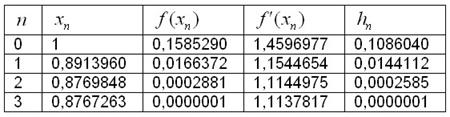 n x_n f(x_n) f'(x_n) h_n
0 1 0,1585290 1,4596977 0,1086040
1 0,8913960 0,0166372 1,1544654 0,0144112
2 0,8769848 0,0002881 1,1144975 0,0002585
3 0,8767263 0,0000001 1,1137817 0,0000001